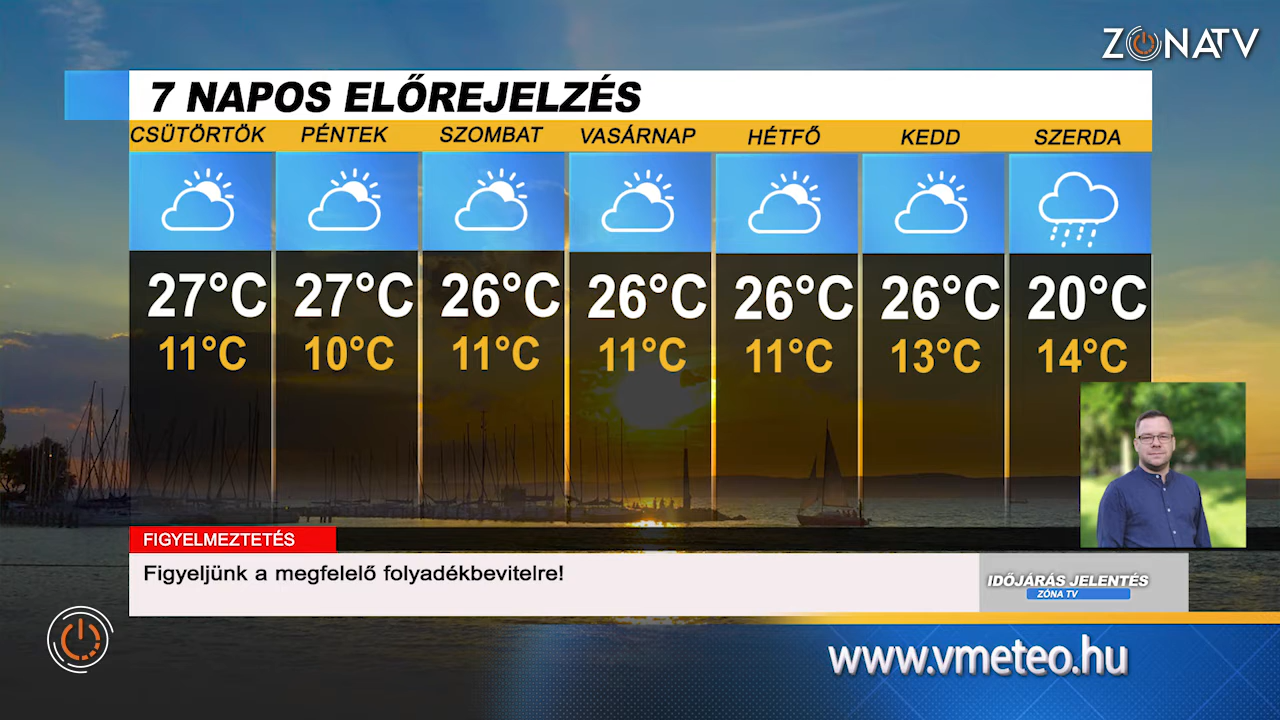 ZONATV
7 NAPOS ELŐREJELZÉS
CSÜTÖRTÖK PÉNTEK SZOMBAT VASÁRNAP HÉTFŐ KEDD SZERDA
27°C 27°C 26°C 26°C 26°C 26°C 20°C
11°C 10°C 11°C 11°C 11°C 13°C 14°C
FIGYELMEZTETÉS
Figyeljünk a megfelelő folyadékbevitelre!
IDŐJÁRÁS JELENTÉS
ZÓNA TV
www.vmeteo.hu